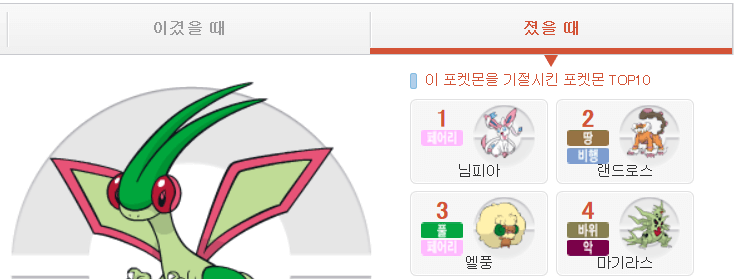 이겼을 때
졌을 때
이 포켓몬을 기절시킨 포켓몬 TOP10
1
페어리
님피아
2
땅
비행
랜드로스
3
풀
페어리
엘풍
4
바위
악
마기라스